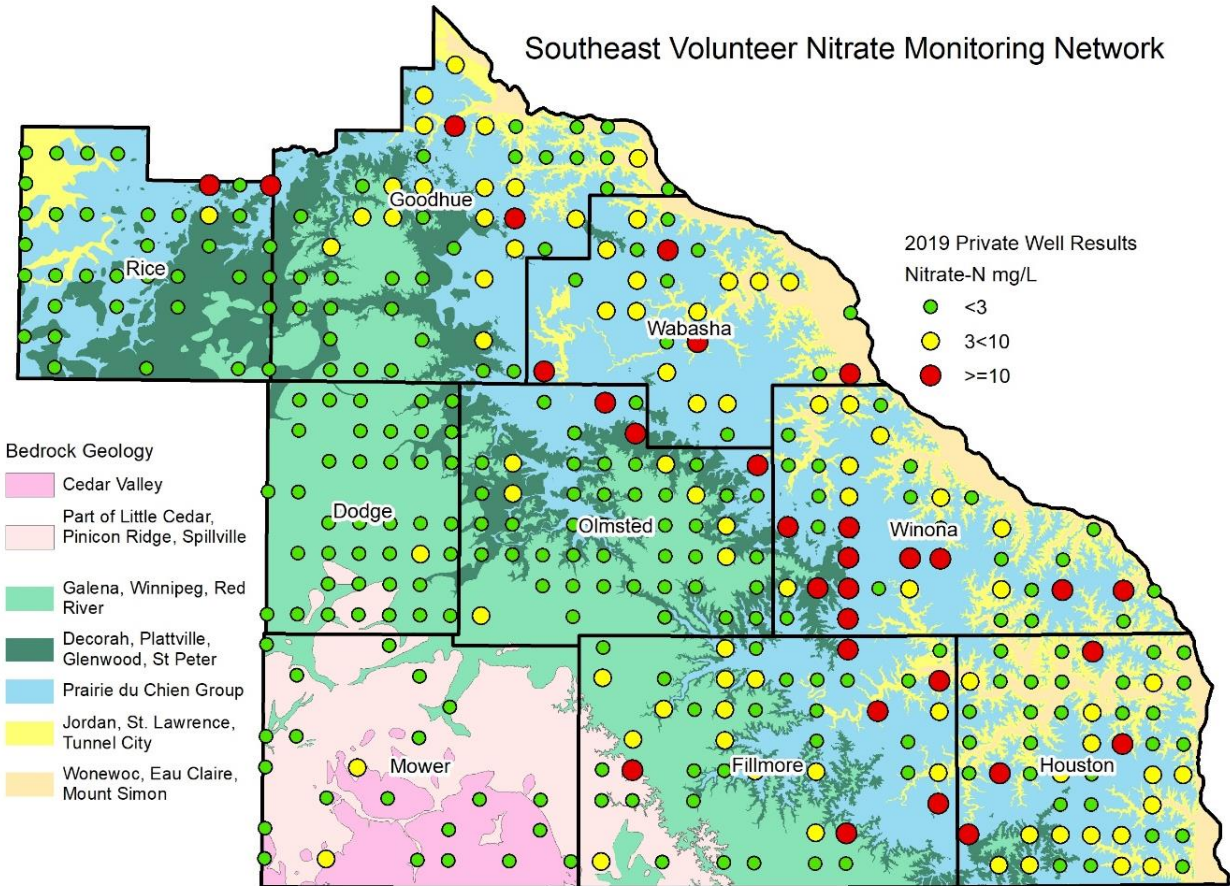 Southeast Volunteer Nitrate Monitoring Network
Goodhue
2019 Private Well Results
Nitrate-N mg/L
<3
3<10
>=10
Rice
Wabasha
Bedrock Geology
Cedar Valley
Part of Little Cedar,
Pinicon Ridge, Spillville
Galena, Winnipeg, Red
River
Decorah, Plattville,
Glenwood, St Peter
Prairie du Chien Group
Jordan, St. Lawrence,
Tunnel City
Wonewoc, Eau Claire,
Mount Simon
Dodge
Olmsted
Winona
Mower
Fillmore
Houston